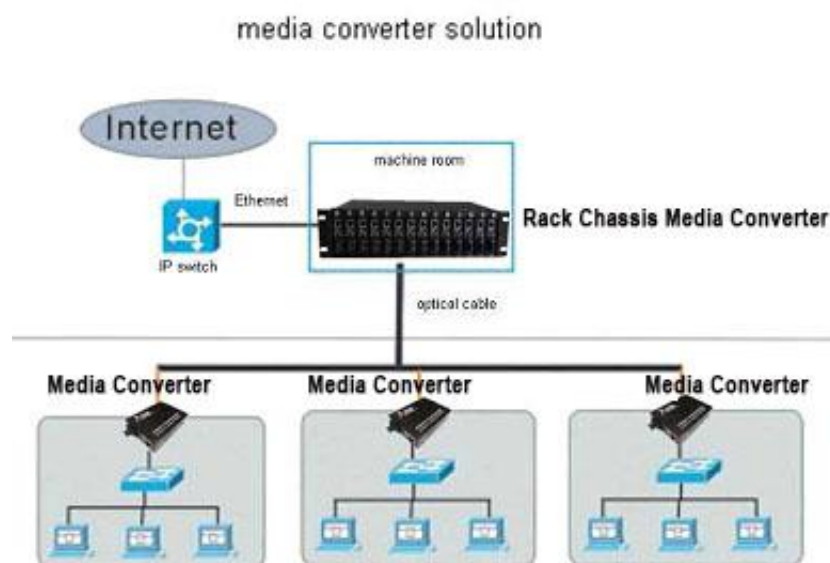 media converter solution
Internet
machine room
Ethernet
Rack Chassis Media Converter
IP switch
optical cable
Media Converter
Media Converter
Media Converter